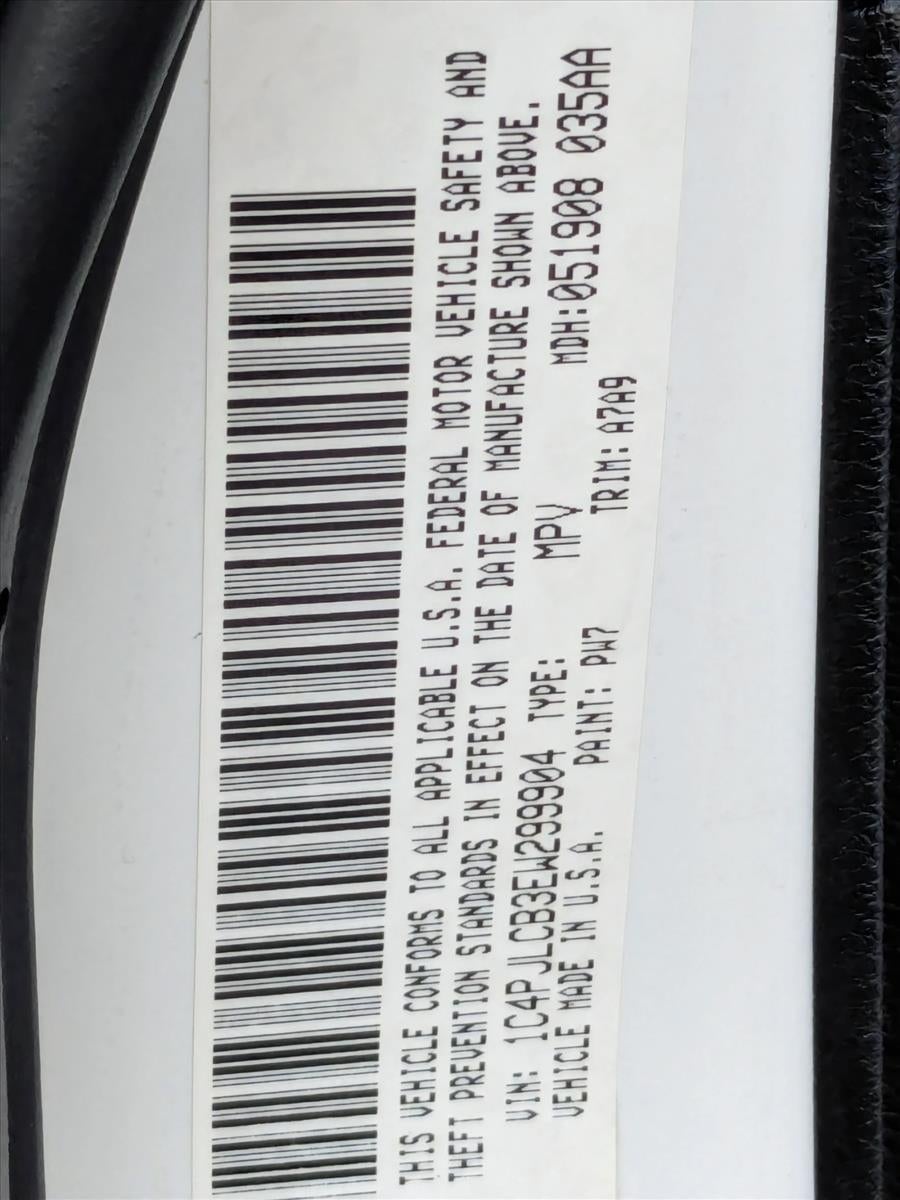 THIS VEHICLE CONFORMS TO ALL APPLICABLE U.S.A. FEDERAL MOTOR VEHICLE SAFETY AND
THEFT PREVENTION STANDARDS IN EFFECT ON THE DATE OF MANUFACTURE SHOWN ABOVE.
VIN: 1C4PJLCB3EW299904 TYPE: MPV MDH:051908 035AA
VEHICLE MADE IN U.S.A. PAINT: PW7 TRIM: A7A9